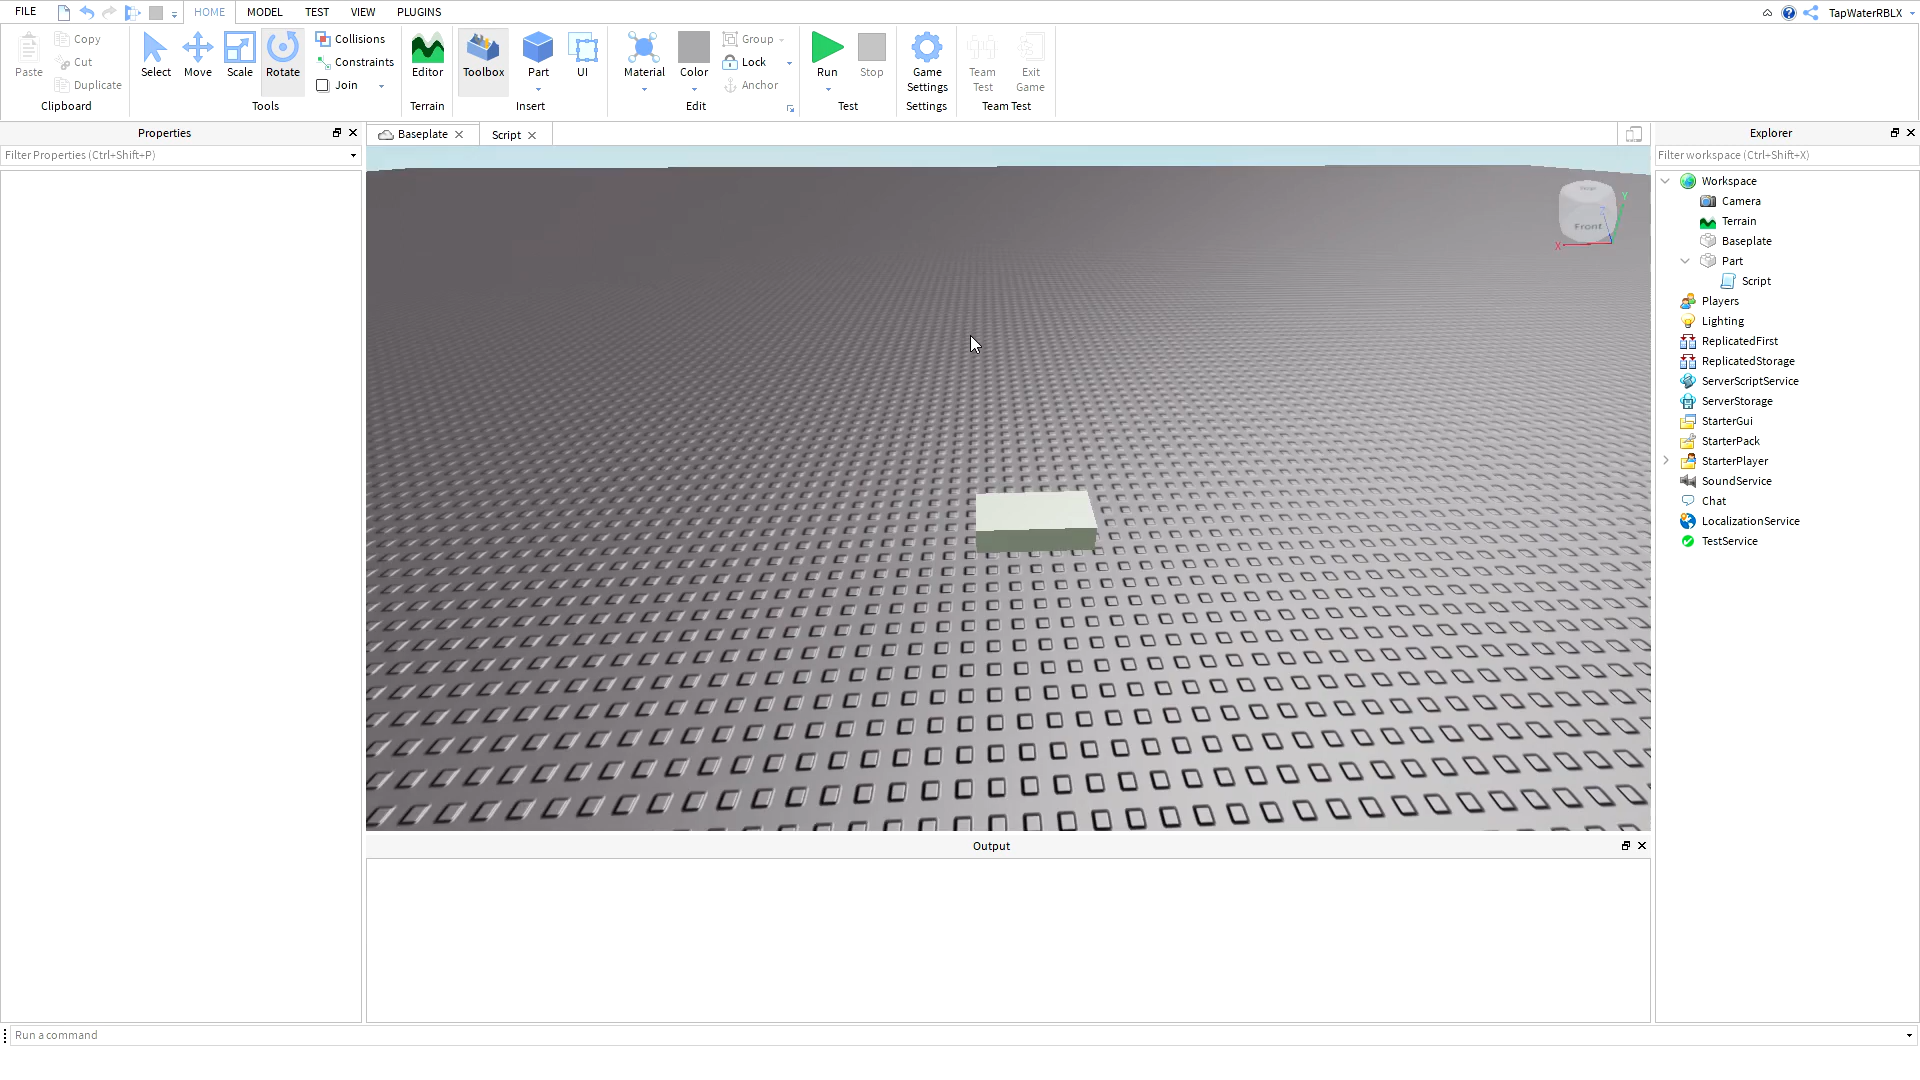 FILE
HOME
MODEL
TEST
VIEW
PLUGINS
TapWaterRBLX
Paste
Copy
Cut
Duplicate
Clipboard
Select
Move
Scale
Rotate
Collisions
Constraints
Join
Tools
Editor
Terrain
Toolbox
Part
UI
Insert
Material
Color
Group
Lock
Anchor
Edit
Run
Stop
Test
Game
Settings
Settings
Team
Test
Exit
Game
Team Test
Properties
Filter Properties (Ctrl+Shift+P)
Baseplate
Script
Front
X
Y
Z
Output
Explorer
Filter workspace (Ctrl+Shift+X)
Workspace
Camera
Terrain
Baseplate
Part
Script
Players
Lighting
ReplicatedFirst
ReplicatedStorage
ServerScriptService
ServerStorage
StarterGui
StarterPack
StarterPlayer
SoundService
Chat
LocalizationService
TestService
Run a command